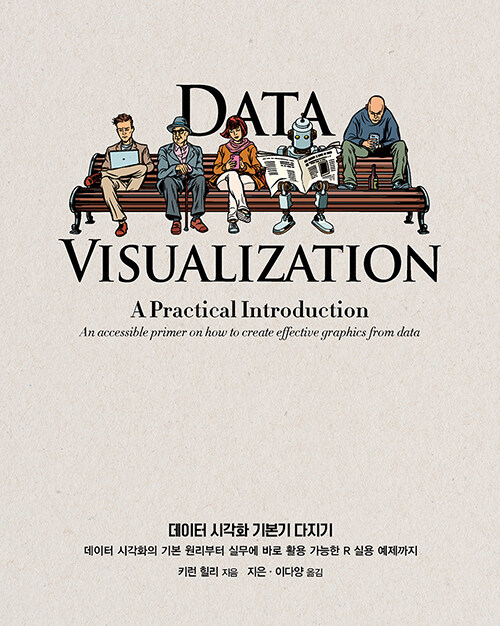 DATA
VISUALIZATION
A Practical Introduction
An accessible primer on how to create effective graphics from data
데이터 시각화 기본기 다지기
데이터 시각화의 기본 원리부터 실무에 바로 활용 가능한 R 실용 예제까지
키런 힐리 지음 지은 · 이다양 옮김